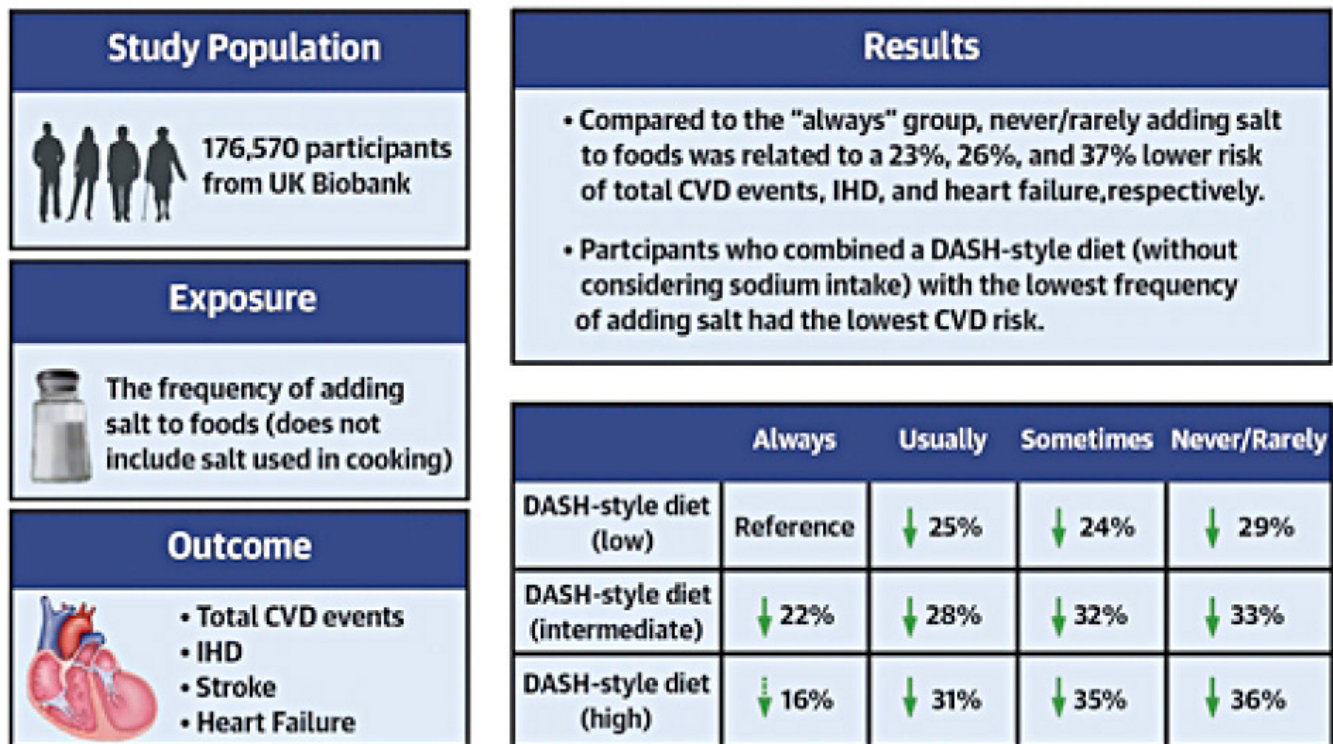 Study Population
176,570 participants
from UK Biobank
Exposure
The frequency of adding
salt to foods (does not
include salt used in cooking)
Outcome
• Total CVD events
• IHD
• Stroke
• Heart Failure
Results
• Compared to the "always" group, never/rarely adding salt
to foods was related to a 23%, 26%, and 37% lower risk
of total CVD events, IHD, and heart failure,respectively.
• Partcipants who combined a DASH-style diet (without
considering sodium intake) with the lowest frequency
of adding salt had the lowest CVD risk.
Always Usually Sometimes Never/Rarely
DASH-style diet
(low) Reference ↓ 25% ↓ 24% ↓ 29%
DASH-style diet
(intermediate) ↓ 22% ↓ 28% ↓ 32% ↓ 33%
DASH-style diet
(high) ↓ 16% ↓ 31% ↓ 35% ↓ 36%